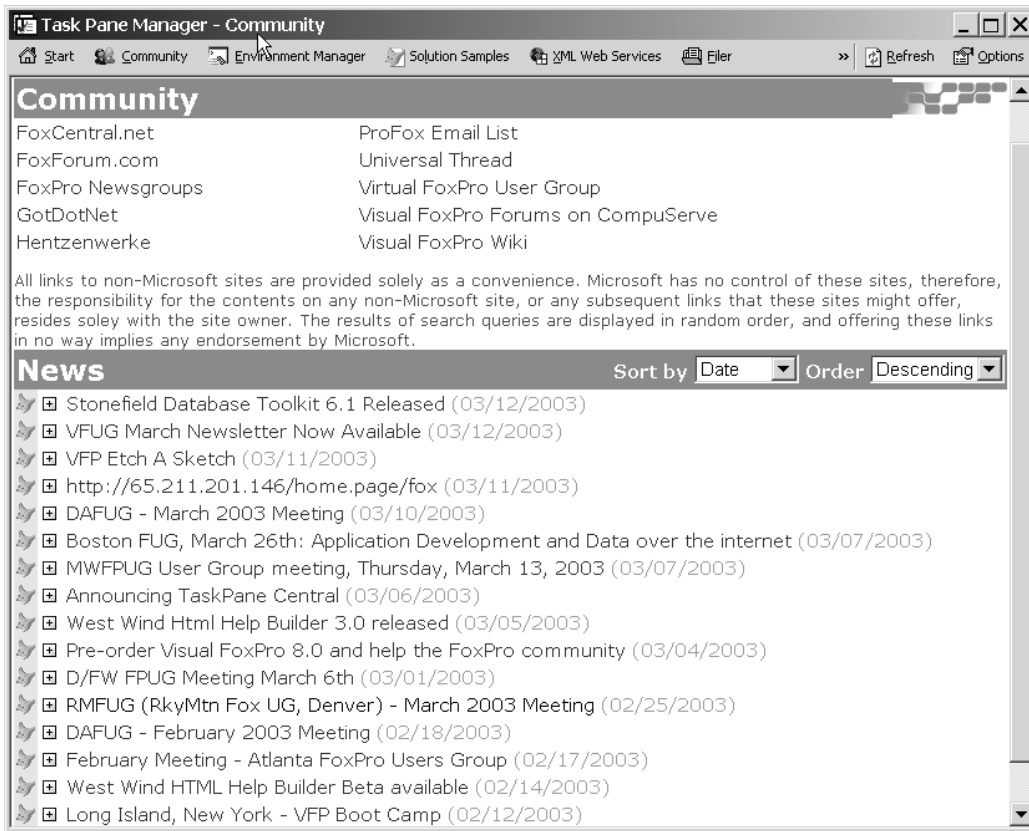 Task Pane Manager - Community
Start Community Environment Manager Solution Samples XML Web Services Filer » Refresh Options
Community
FoxCentral.net ProFox Email List
FoxForum.com Universal Thread
FoxPro Newsgroups Virtual FoxPro User Group
GotDotNet Visual FoxPro Forums on CompuServe
Hentzenwerke Visual FoxPro Wiki
All links to non-Microsoft sites are provided solely as a convenience. Microsoft has no control of these sites, therefore,
the responsibility for the contents on any non-Microsoft site, or any subsequent links that these sites might offer,
resides soley with the site owner. The results of search queries are displayed in random order, and offering these links
in no way implies any endorsement by Microsoft.
News Sort by Date Order Descending
Stonefield Database Toolkit 6.1 Released (03/12/2003)
VFUG March Newsletter Now Available (03/12/2003)
VFP Etch A Sketch (03/11/2003)
http://65.211.201.146/home.page/fox (03/11/2003)
DAFUG - March 2003 Meeting (03/10/2003)
Boston FUG, March 26th: Application Development and Data over the internet (03/07/2003)
MWFPUG User Group meeting, Thursday, March 13, 2003 (03/07/2003)
Announcing TaskPane Central (03/06/2003)
West Wind Html Help Builder 3.0 released (03/05/2003)
Pre-order Visual FoxPro 8.0 and help the FoxPro community (03/04/2003)
D/FW FPUG Meeting March 6th (03/01/2003)
RMFUG (RkyMtn Fox UG, Denver) - March 2003 Meeting (02/25/2003)
DAFUG - February 2003 Meeting (02/18/2003)
February Meeting - Atlanta FoxPro Users Group (02/17/2003)
West Wind HTML Help Builder Beta available (02/14/2003)
Long Island, New York - VFP Boot Camp (02/12/2003)